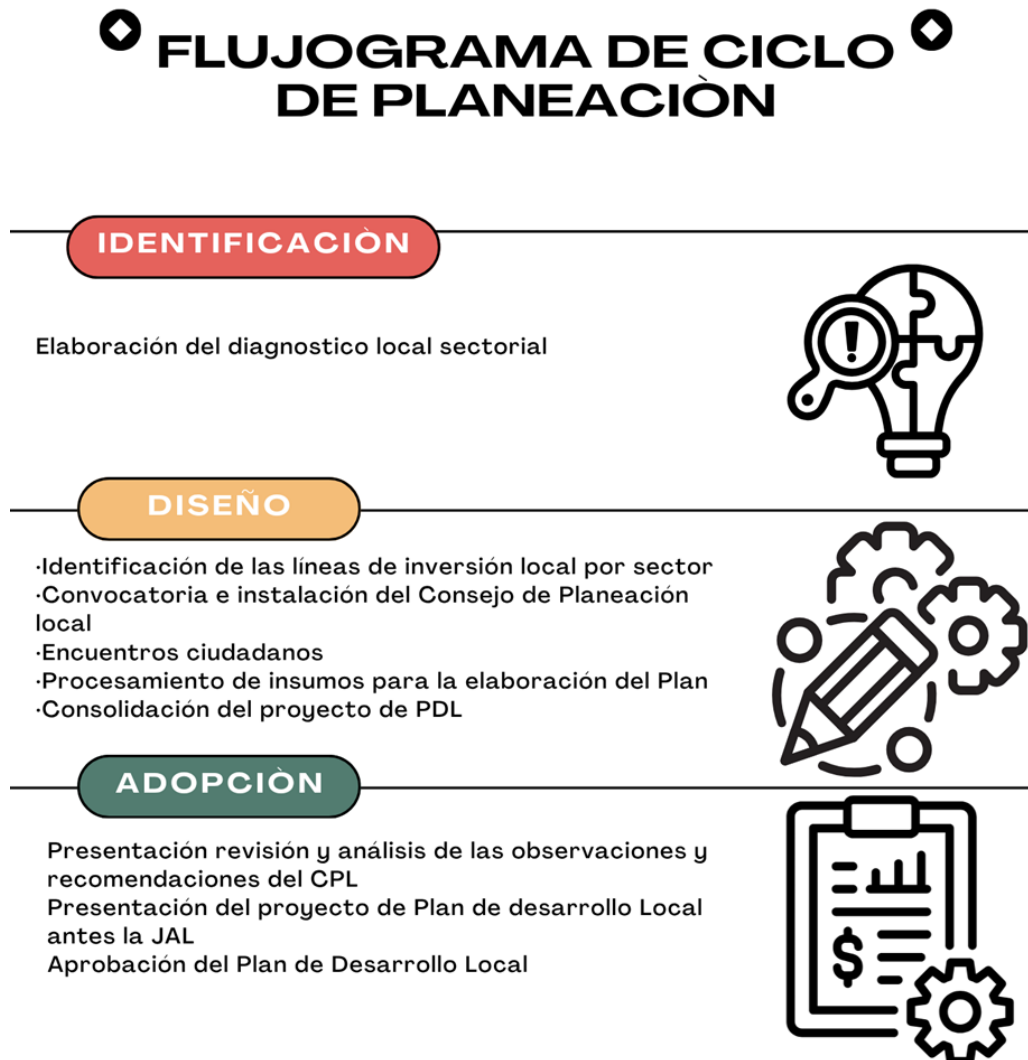 FLUJOGRAMA DE CICLO
DE PLANEACIÒN
IDENTIFICACIÒN
Elaboración del diagnostico local sectorial
DISEÑO
·Identificación de las líneas de inversión local por sector
·Convocatoria e instalación del Consejo de Planeación
local
·Encuentros ciudadanos
·Procesamiento de insumos para la elaboración del Plan
·Consolidación del proyecto de PDL
ADOPCIÒN
Presentación revisión y análisis de las observaciones y
recomendaciones del CPL
Presentación del proyecto de Plan de desarrollo Local
antes la JAL
Aprobación del Plan de Desarrollo Local